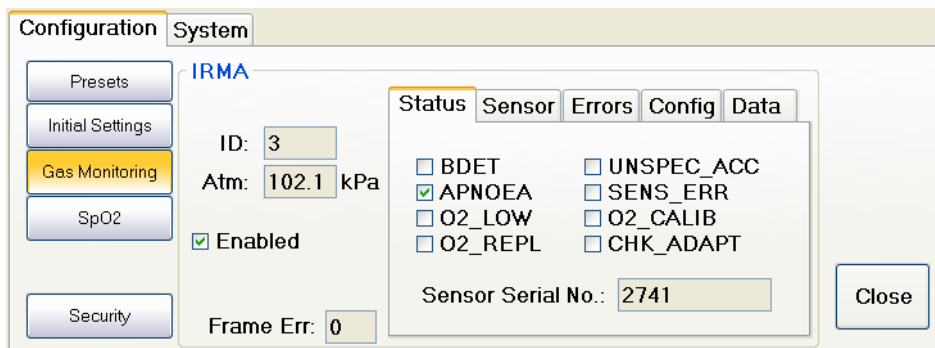 Configuration System
Presets
Initial Settings
Gas Monitoring
SpO2
Security
IRMA
ID: 3
Atm: 102.1 kPa
Enabled
Frame Err: 0
Status Sensor Errors Config Data
BDET UNSPEC_ACC
APNOEA SENS_ERR
O2_LOW O2_CALIB
O2_REPL CHK_ADAPT
Sensor Serial No.: 2741
Close